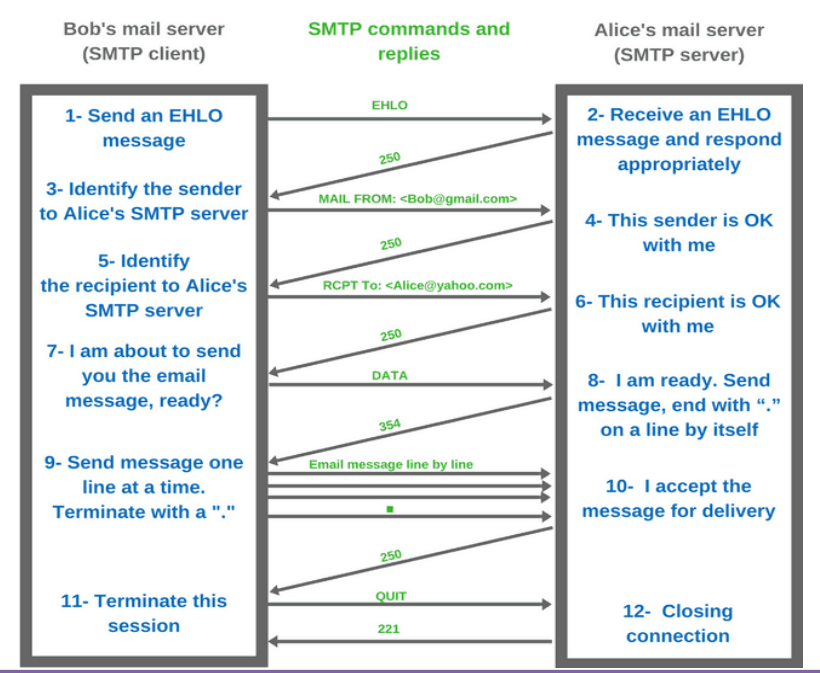 Bob's mail server
(SMTP client)
SMTP commands and
replies
Alice's mail server
(SMTP server)
1- Send an EHLO
message
EHLO
2- Receive an EHLO
message and respond
appropriately
250
3- Identify the sender
to Alice's SMTP server
MAIL FROM: <Bob@gmail.com>
4- This sender is OK
with me
250
5- Identify
the recipient to Alice's
SMTP server
RCPT To: <Alice@yahoo.com>
6- This recipient is OK
with me
250
7- I am about to send
you the email
message, ready?
DATA
8- I am ready. Send
message, end with “.”
on a line by itself
354
9- Send message one
line at a time.
Terminate with a "."
Email message line by line
.
10- I accept the
message for delivery
250
11- Terminate this
session
QUIT
221
12- Closing
connection